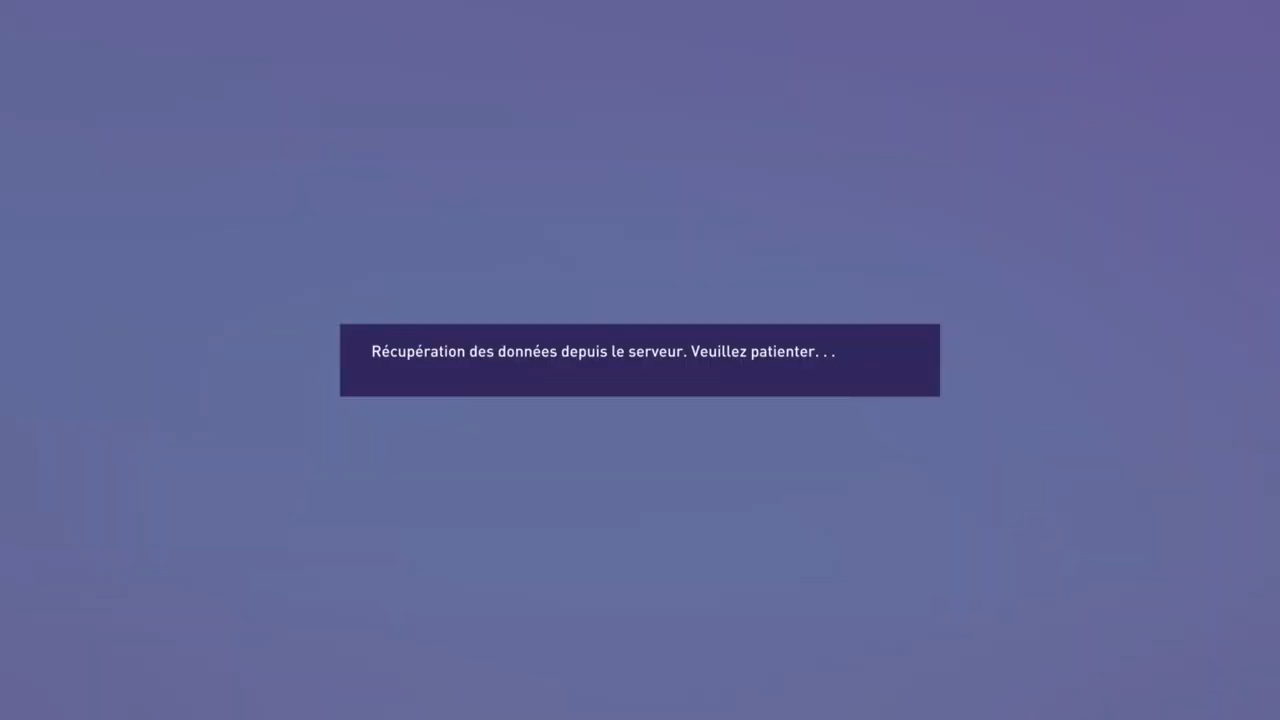 Récupération des données depuis le serveur. Veuillez patienter. . .